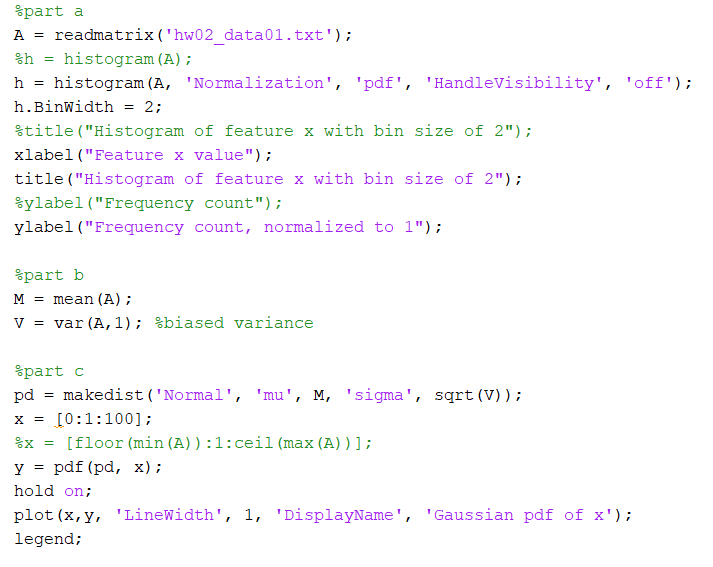 %part a
A = readmatrix('hw02_data01.txt');
%h = histogram(A);
h = histogram(A, 'Normalization', 'pdf', 'HandleVisibility', 'off');
h.BinWidth = 2;
%title("Histogram of feature x with bin size of 2");
xlabel("Feature x value");
title("Histogram of feature x with bin size of 2");
%ylabel("Frequency count");
ylabel("Frequency count, normalized to 1");
%part b
M = mean(A);
V = var(A,1); %biased variance
%part c
pd = makedist('Normal', 'mu', M, 'sigma', sqrt(V));
x = [0:1:100];
%x = [floor(min(A)):1:ceil(max(A))];
y = pdf(pd, x);
hold on;
plot(x,y, 'LineWidth', 1, 'DisplayName', 'Gaussian pdf of x');
legend;